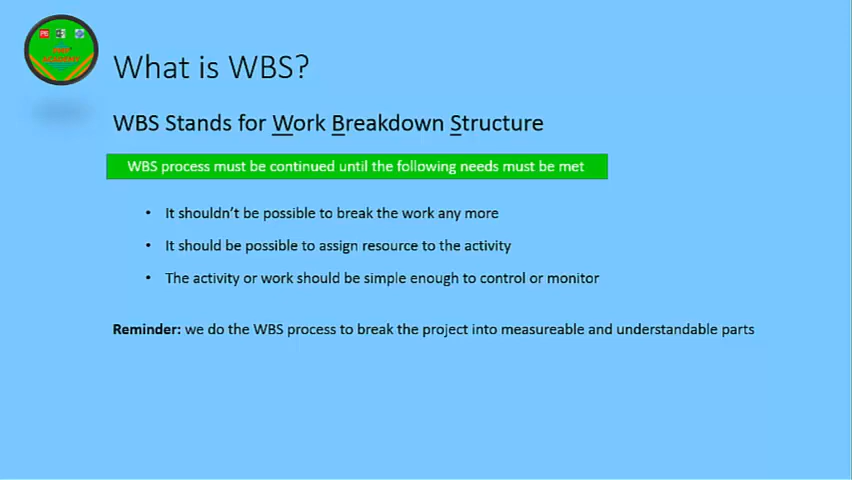 What is WBS?
WBS Stands for Work Breakdown Structure
WBS process must be continued until the following needs must be met
• It shouldn't be possible to break the work any more
• It should be possible to assign resource to the activity
• The activity or work should be simple enough to control or monitor
Reminder: we do the WBS process to break the project into measureable and understandable parts